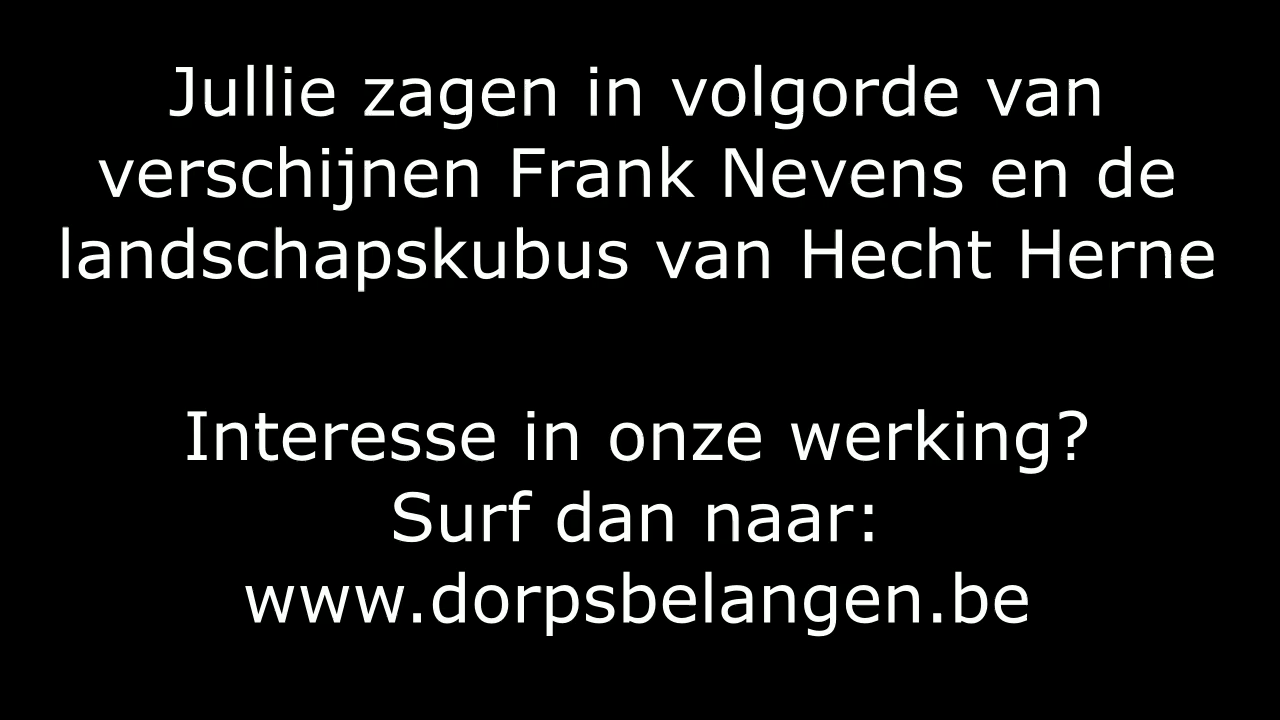 Jullie zagen in volgorde van
verschijnen Frank Nevens en de
landschapskubus van Hecht Herne
Interesse in onze werking?
Surf dan naar:
www.dorpsbelangen.be